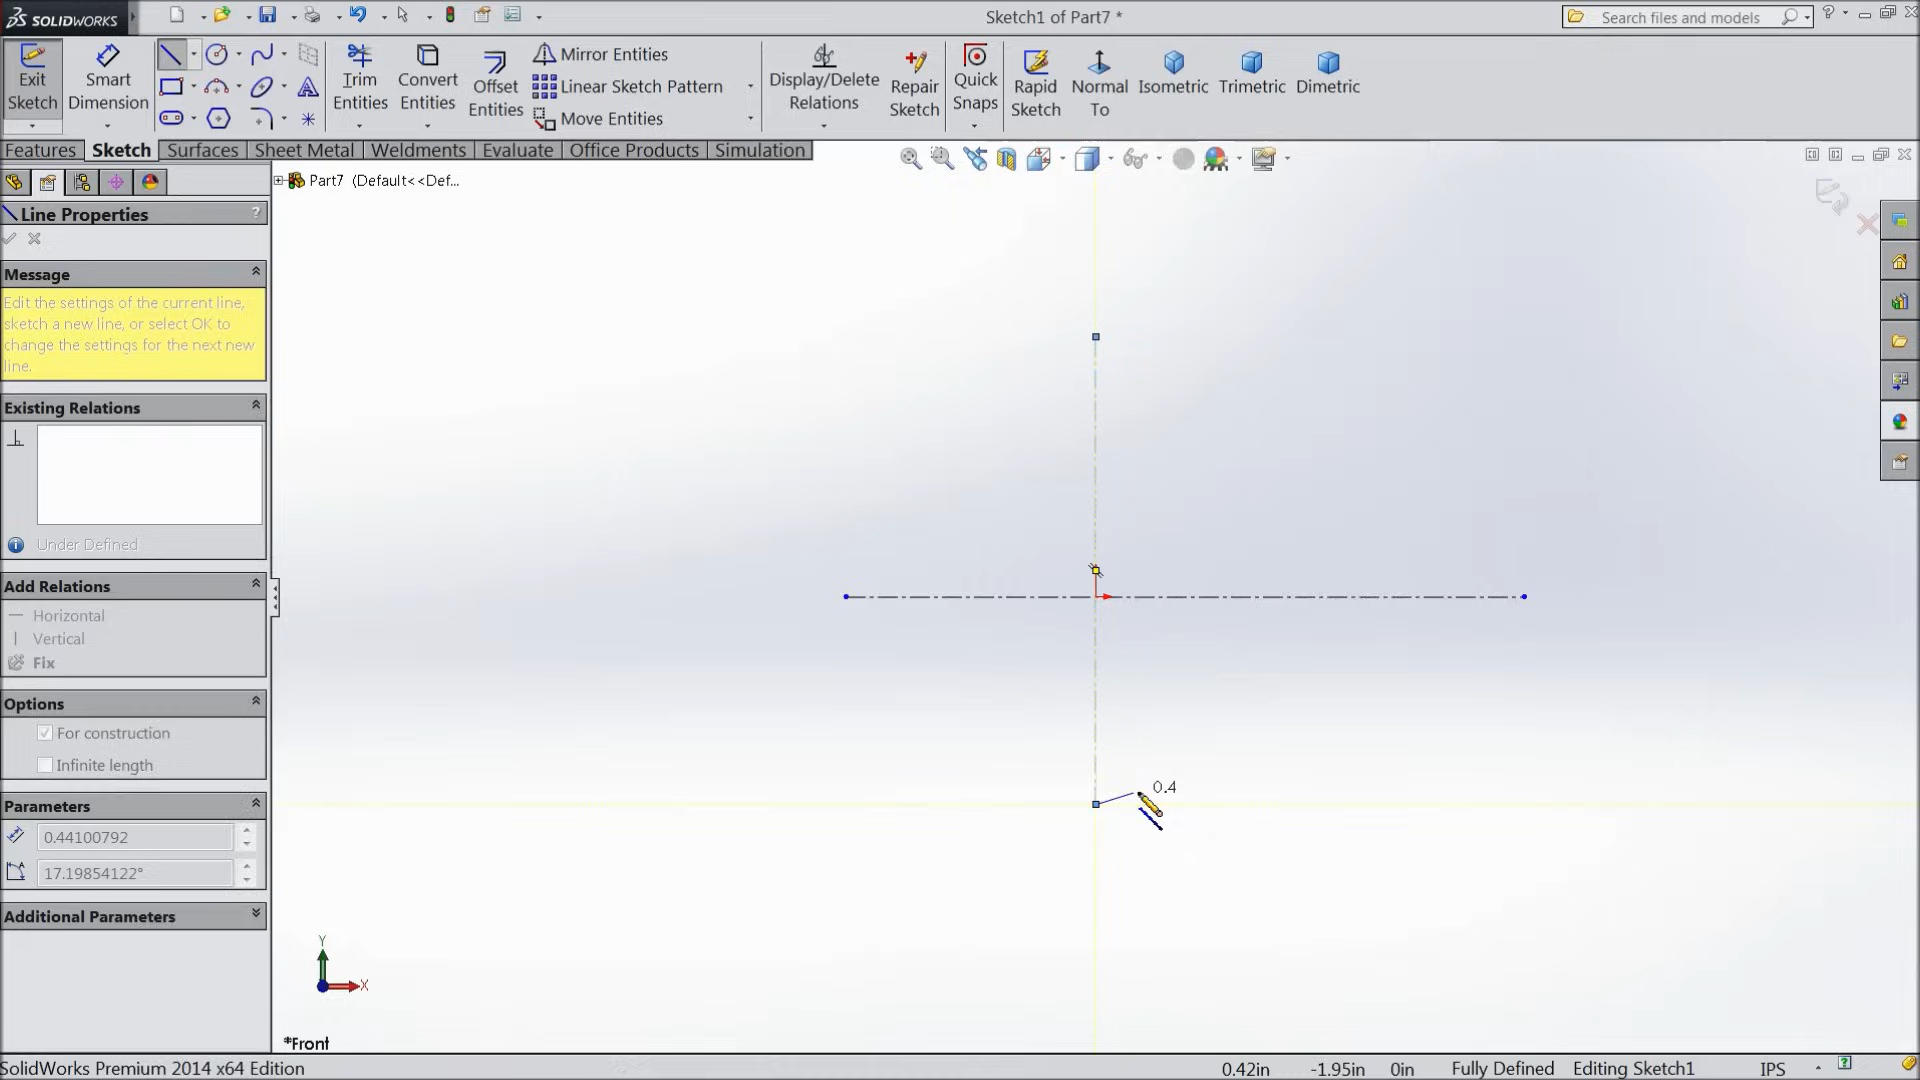 SOLIDWORKS
Sketch1 of Part7 *
Search files and models
?
Exit Sketch
Smart Dimension
Trim Entities
Convert Entities
Offset Entities
Mirror Entities
Linear Sketch Pattern
Move Entities
Display/Delete Relations
Repair Sketch
Quick Snaps
Rapid Sketch
Normal To
Isometric
Trimetric
Dimetric
Features
Sketch
Surfaces
Sheet Metal
Weldments
Evaluate
Office Products
Simulation
Part7 (Default<<Def...
Line Properties
?
Message
Edit the settings of the current line,
sketch a new line, or select OK to
change the settings for the next new
line.
Existing Relations
Under Defined
Add Relations
Horizontal
Vertical
Fix
Options
For construction
Infinite length
Parameters
0.44100792
17.19854122°
Additional Parameters
0.4
Y
X
*Front
SolidWorks Premium 2014 x64 Edition
0.42in
-1.95in
0in
Fully Defined
Editing Sketch1
IPS
?